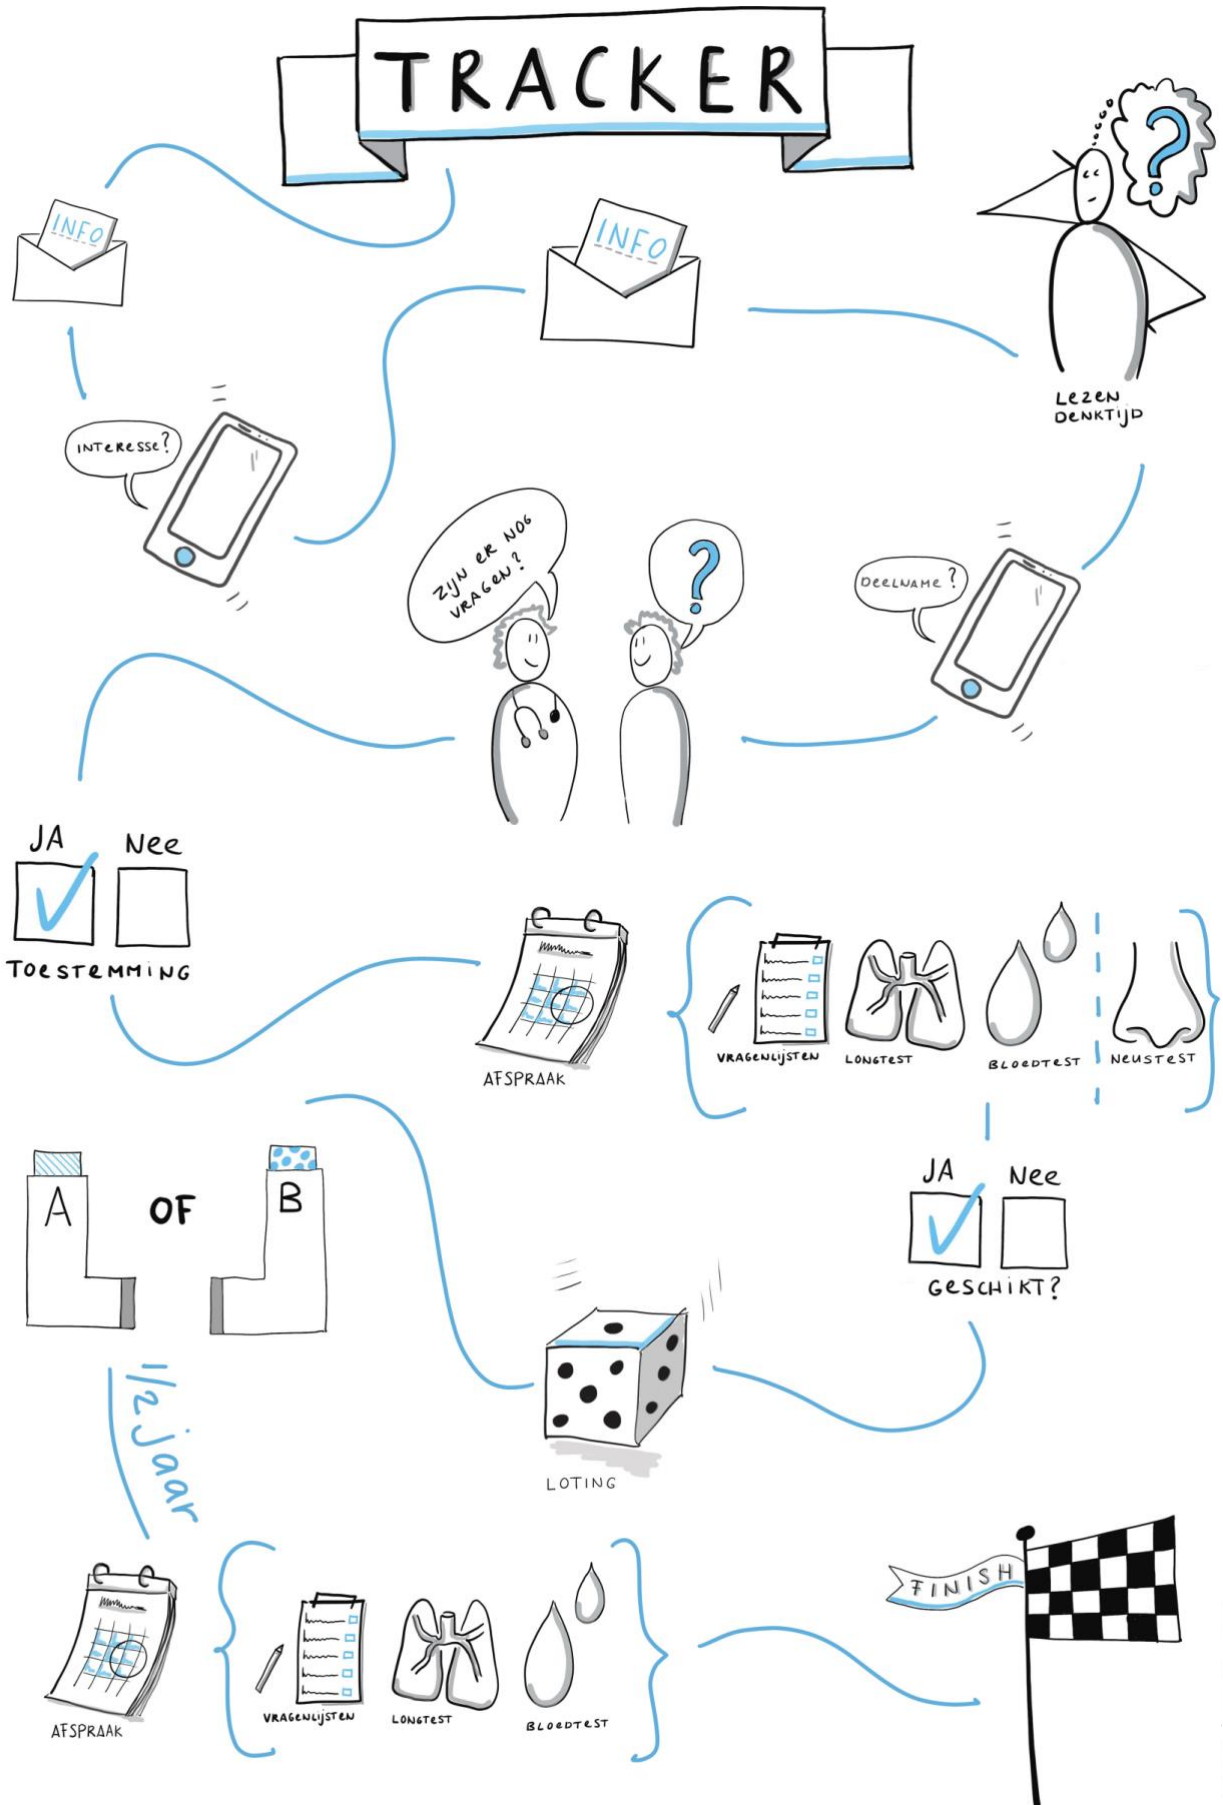 TRACKER
INFO
INFO
?
LEZEN
DENKTIJD
INTERESSE?
ZIJN ER NOG
VRAGEN?
?
DEELNAME?
JA NEE
TOESTEMMING
AFSPRAAK
VRAGENLIJSTEN LONGTEST BLOEDTEST NEUSTEST
JA NEE
GESCHIKT?
A OF B
LOTING
1/2 jaar
FINISH
AFSPRAAK
VRAGENLIJSTEN LONGTEST BLOEDTEST